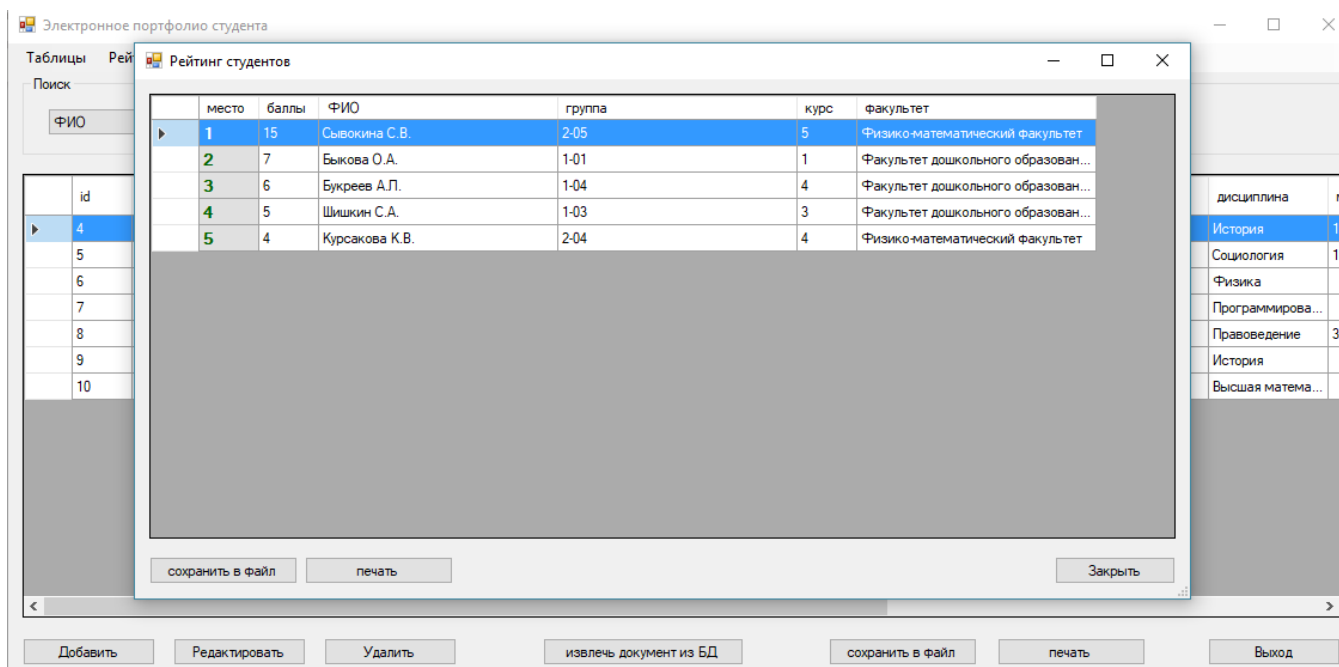 Электронное портфолио студента
Таблицы Рей
Рейтинг студентов
Поиск
ФИО
место баллы ФИО группа курс факультет
1 15 Сывокина С.В. 2-05 5 Физико-математический факультет
2 7 Быкова О.А. 1-01 1 Факультет дошкольного образован...
3 6 Букреев А.П. 1-04 4 Факультет дошкольного образован...
4 5 Шишкин С.А. 1-03 3 Факультет дошкольного образован...
5 4 Курсакова К.В. 2-04 4 Физико-математический факультет
id дисциплина
4 История 1
5 Социология 1
6 Физика
7 Программирова...
8 Правоведение 3
9 История
10 Высшая матема...
сохранить в файл печать Закрыть
Добавить Редактировать Удалить извлечь документ из БД сохранить в файл печать Выход